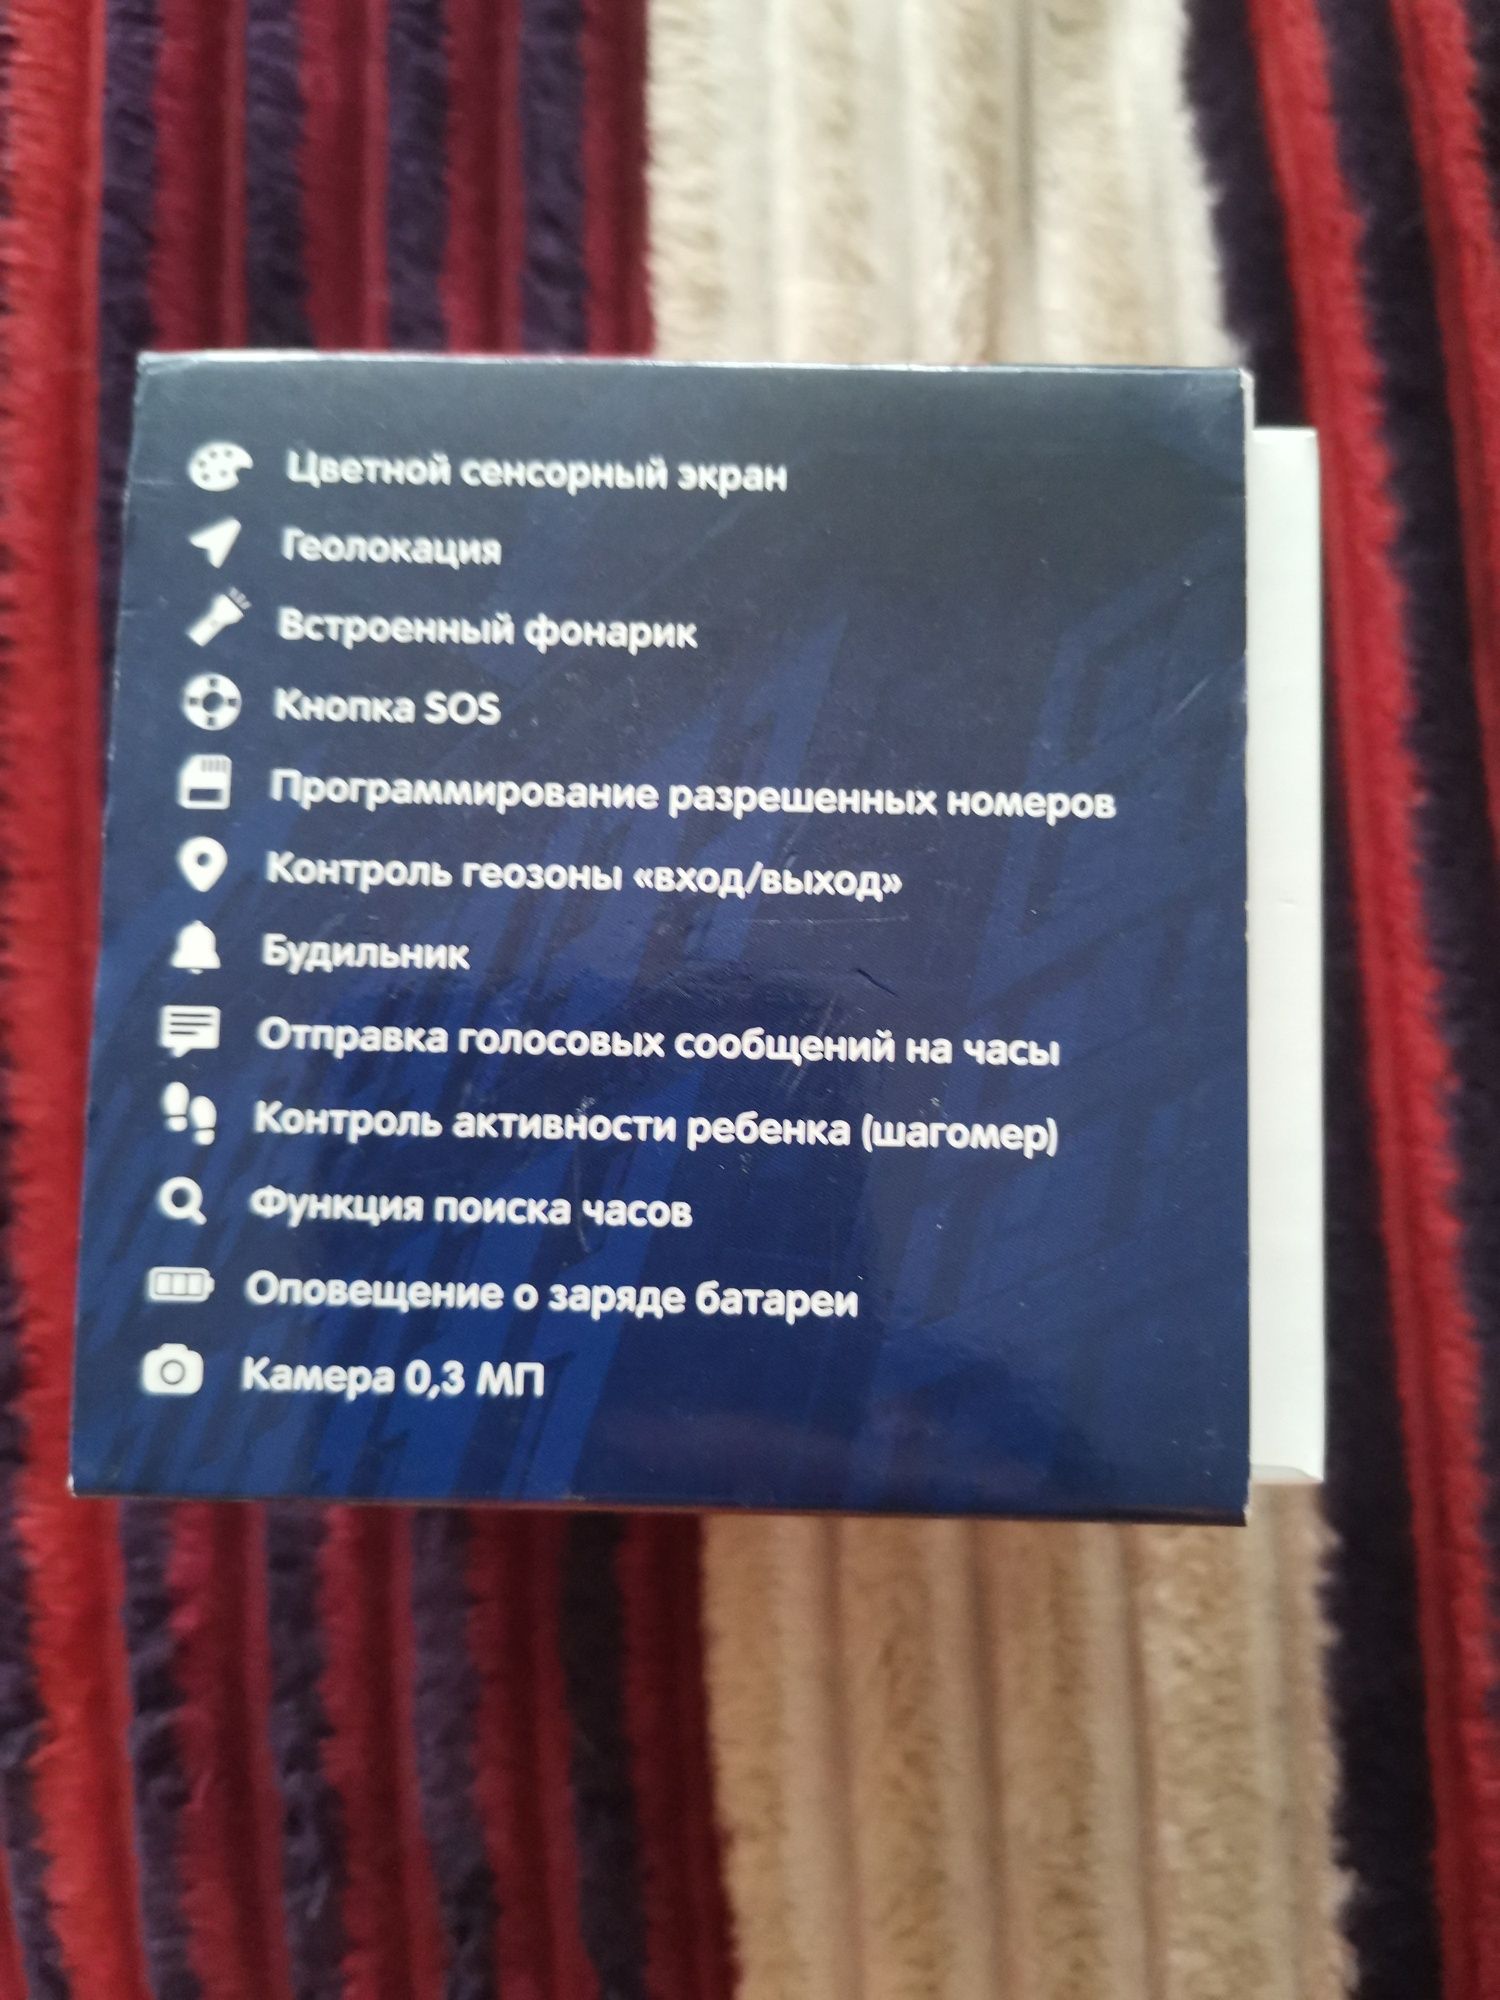 Цветной сенсорный экран
Геолокация
Встроенный фонарик
Кнопка SOS
Программирование разрешенных номеров
Контроль геозоны «вход/выход»
Будильник
Отправка голосовых сообщений на часы
Контроль активности ребенка (шагомер)
Функция поиска часов
Оповещение о заряде батареи
Камера 0,3 МП